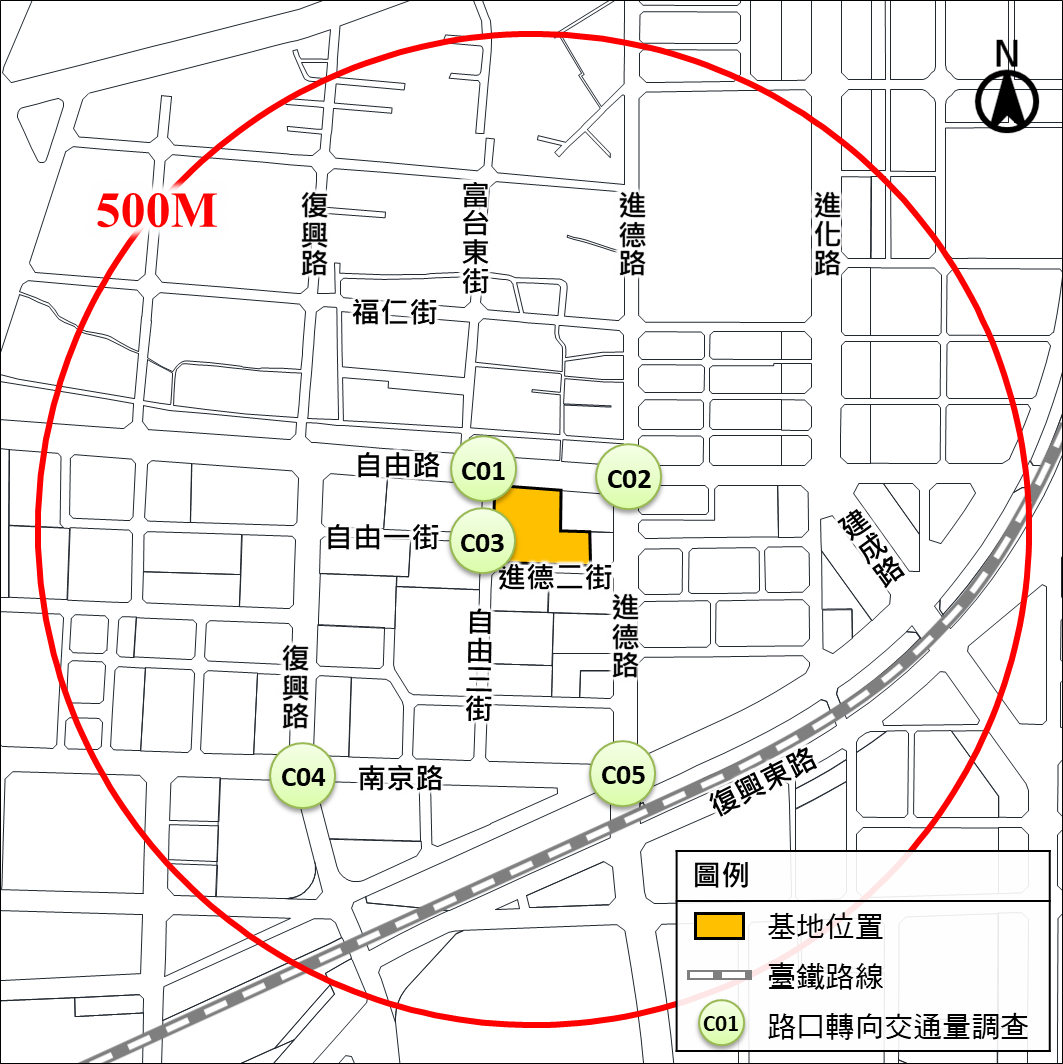 N
500M
復興路
富台東街
進德路
進化路
福仁街
自由路
C01
C02
自由一街
C03
建成路
進德二街
進德路
自由三街
復興路
C04
南京路
C05
復興東路
圖例
基地位置
臺鐵路線
C01
路口轉向交通量調查